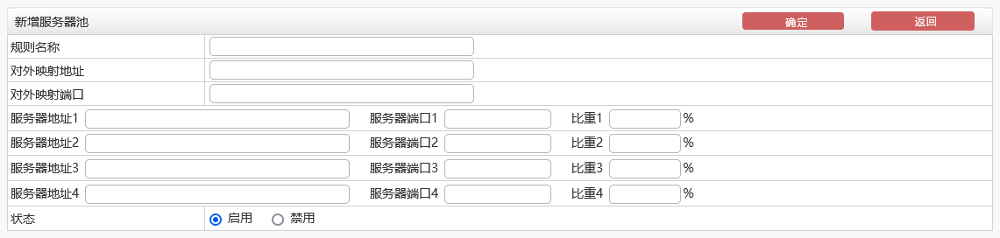 新增服务器池 确定 返回
规则名称
对外映射地址
对外映射端口
服务器地址1 服务器端口1 比重1 %
服务器地址2 服务器端口2 比重2 %
服务器地址3 服务器端口3 比重3 %
服务器地址4 服务器端口4 比重4 %
状态 启用 禁用